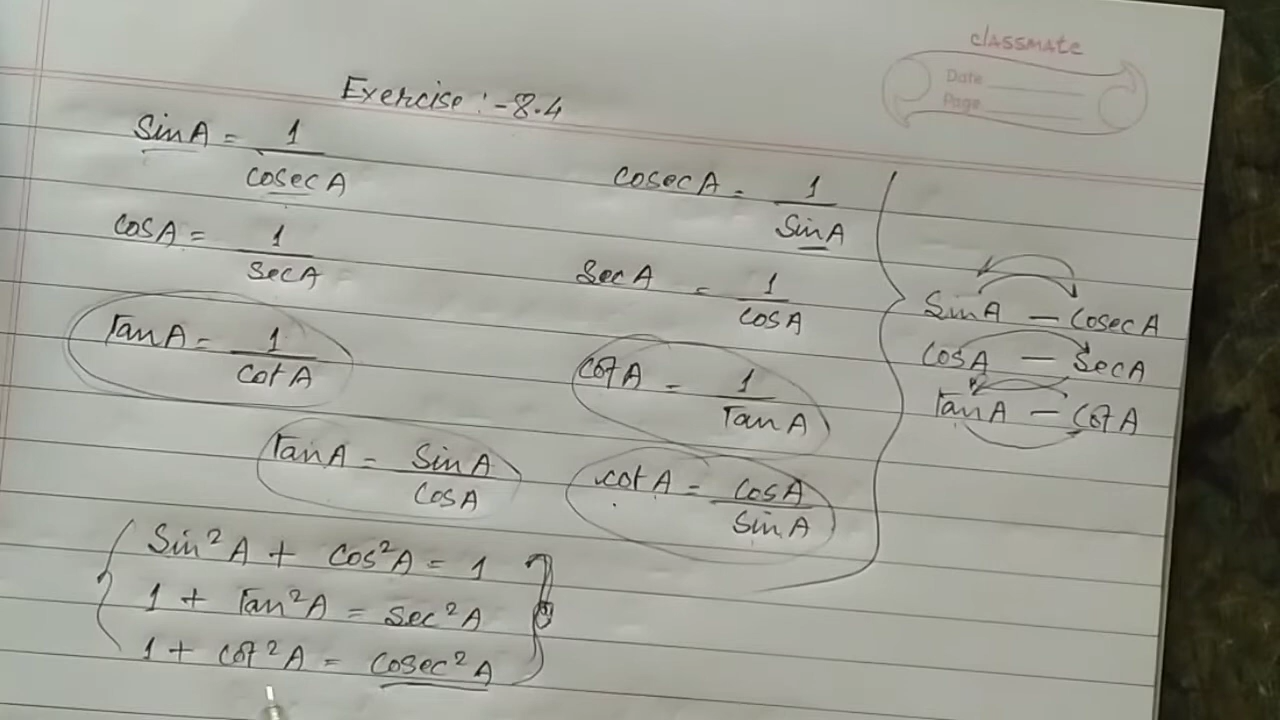 classmate
Date
Page
Exercise :- 8.4
SinA = 1/cosecA
cosecA = 1/SinA
cosA = 1/SecA
SecA = 1/cosA
TanA = 1/cotA
cotA = 1/TanA
TanA = SinA/cosA
cotA = cosA/SinA
SinA – cosecA
cosA – SecA
TanA – cotA
Sin²A + cos²A = 1
1 + Tan²A = Sec²A
1 + cot²A = cosec²A